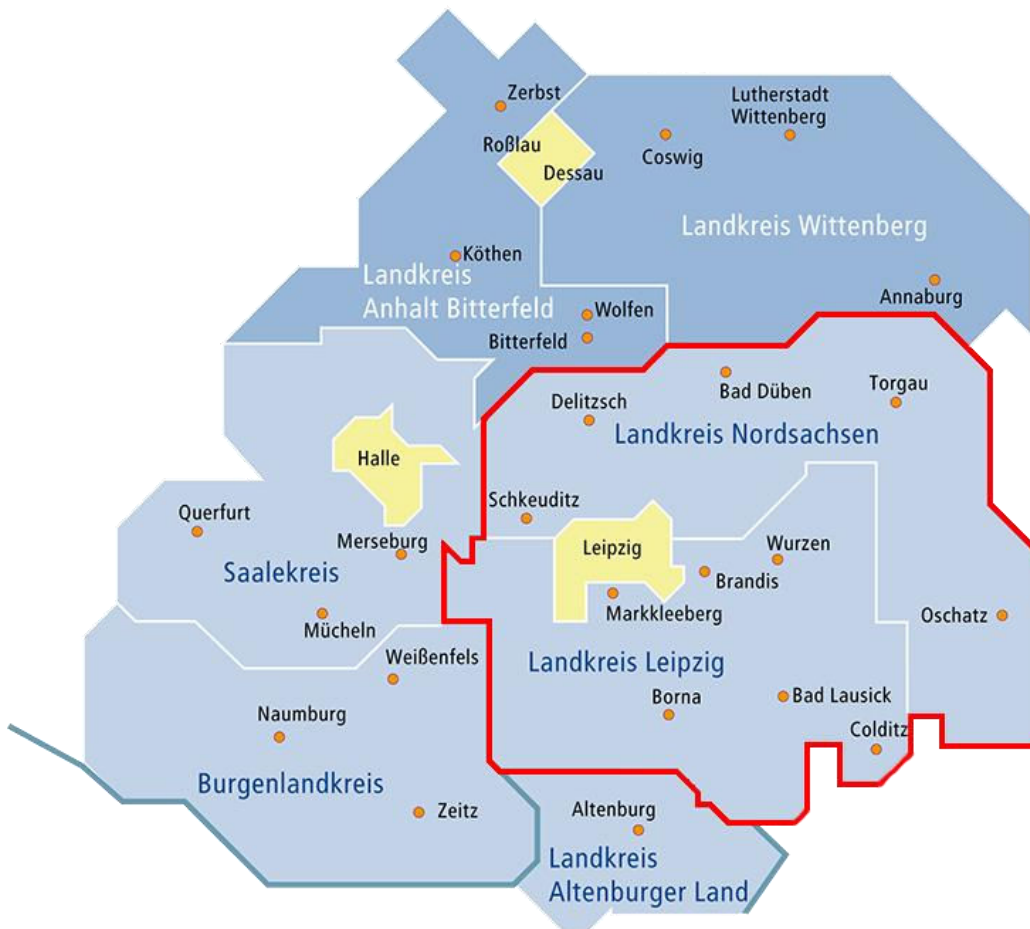 Zerbst
Lutherstadt
Wittenberg
Roßlau
Coswig
Dessau
Landkreis Wittenberg
Köthen
Landkreis
Anhalt Bitterfeld
Annaburg
Wolfen
Bitterfeld
Delitzsch
Bad Düben
Torgau
Landkreis Nordsachsen
Halle
Schkeuditz
Querfurt
Merseburg
Leipzig
Wurzen
Saalekreis
Brandis
Markkleeberg
Oschatz
Mücheln
Weißenfels
Landkreis Leipzig
Borna
Bad Lausick
Naumburg
Colditz
Burgenlandkreis
Zeitz
Altenburg
Landkreis
Altenburger Land